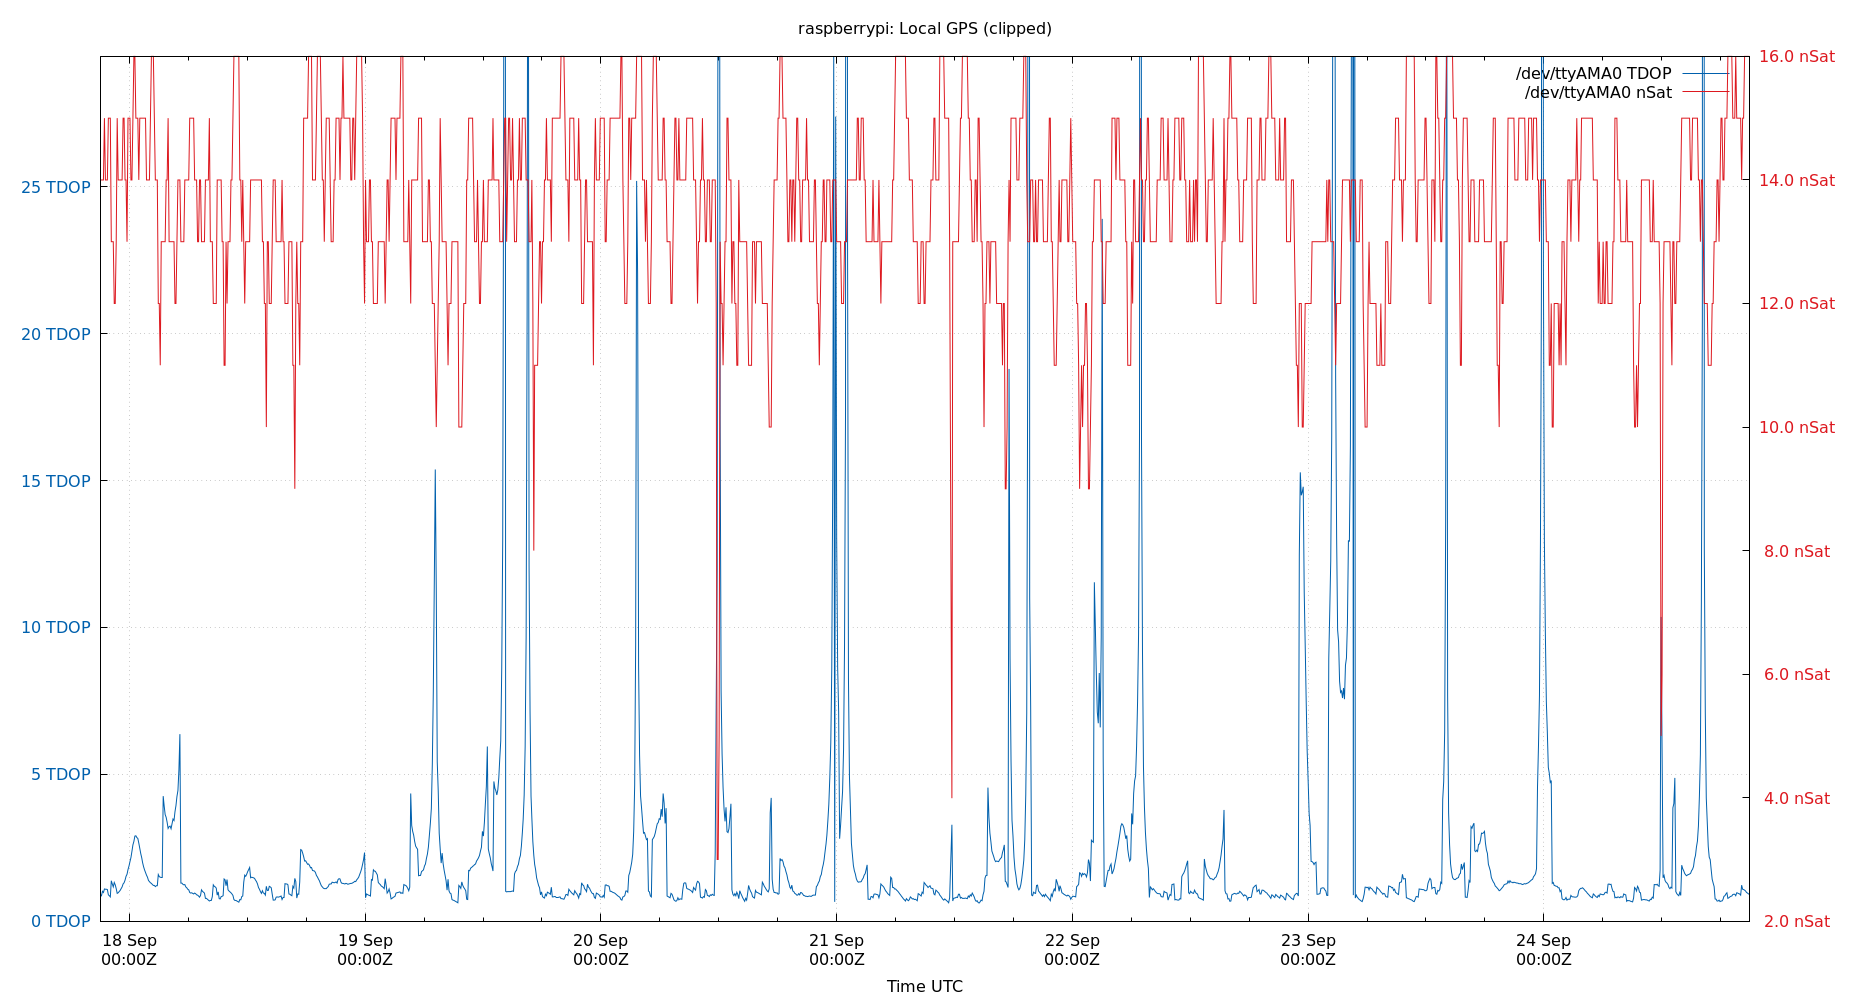 raspberrypi: Local GPS (clipped)
/dev/ttyAMA0 TDOP
/dev/ttyAMA0 nSat
25 TDOP
20 TDOP
15 TDOP
10 TDOP
5 TDOP
0 TDOP
16.0 nSat
14.0 nSat
12.0 nSat
10.0 nSat
8.0 nSat
6.0 nSat
4.0 nSat
2.0 nSat
18 Sep
00:00Z
19 Sep
00:00Z
20 Sep
00:00Z
21 Sep
00:00Z
22 Sep
00:00Z
23 Sep
00:00Z
24 Sep
00:00Z
Time UTC